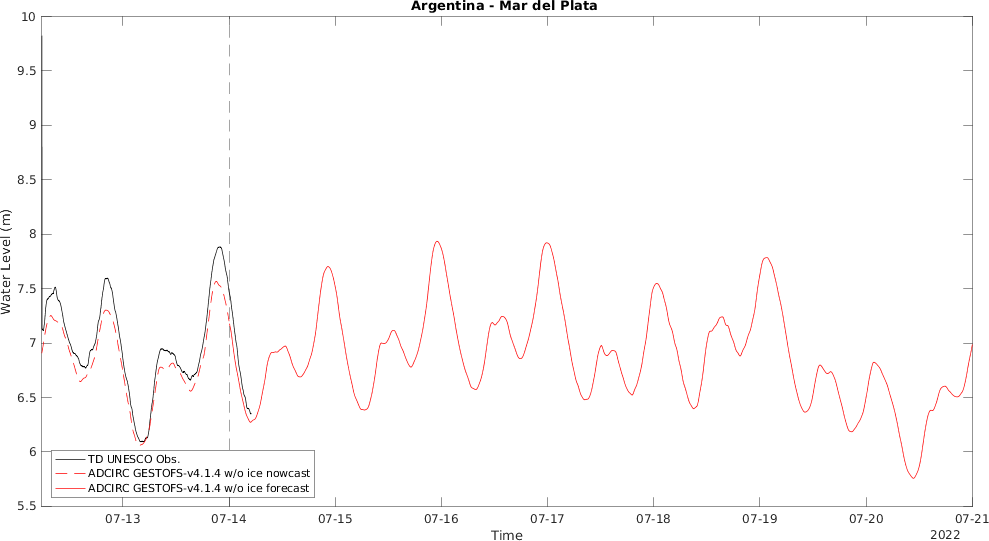 Argentina - Mar del Plata
10
9.5
9
8.5
8
7.5
7
6.5
6
5.5
Water Level (m)
TD UNESCO Obs.
ADCIRC GESTOFS-v4.1.4 w/o ice nowcast
ADCIRC GESTOFS-v4.1.4 w/o ice forecast
07-13 07-14 07-15 07-16 07-17 07-18 07-19 07-20 07-21
Time
2022